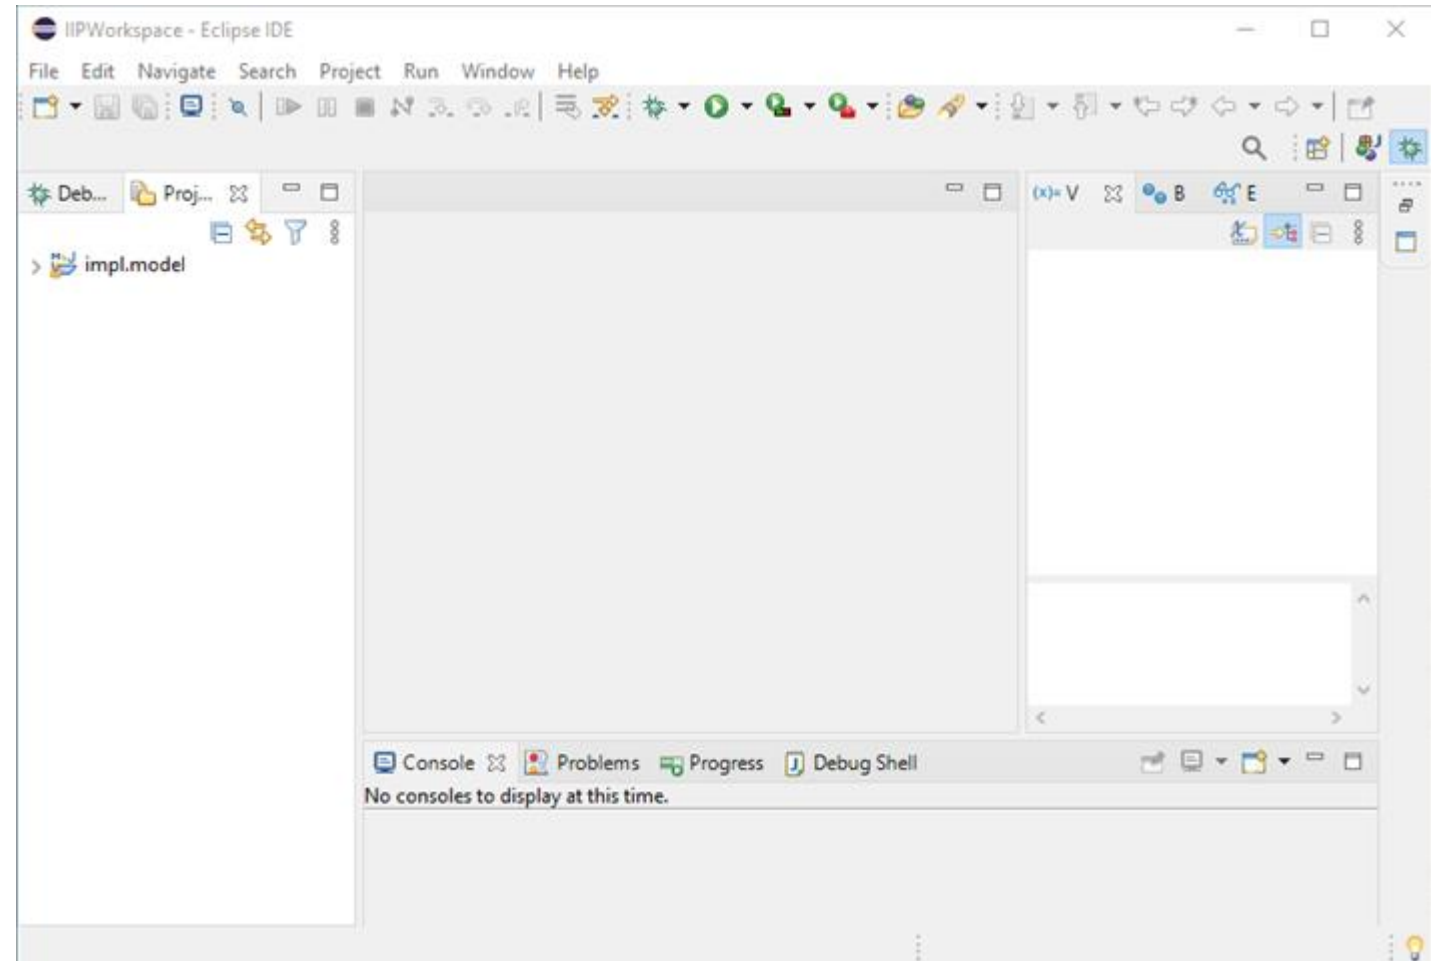 IIPWorkspace - Eclipse IDE
File Edit Navigate Search Project Run Window Help
Deb... Proj... (x)= V B E
impl.model
Console Problems Progress Debug Shell
No consoles to display at this time.